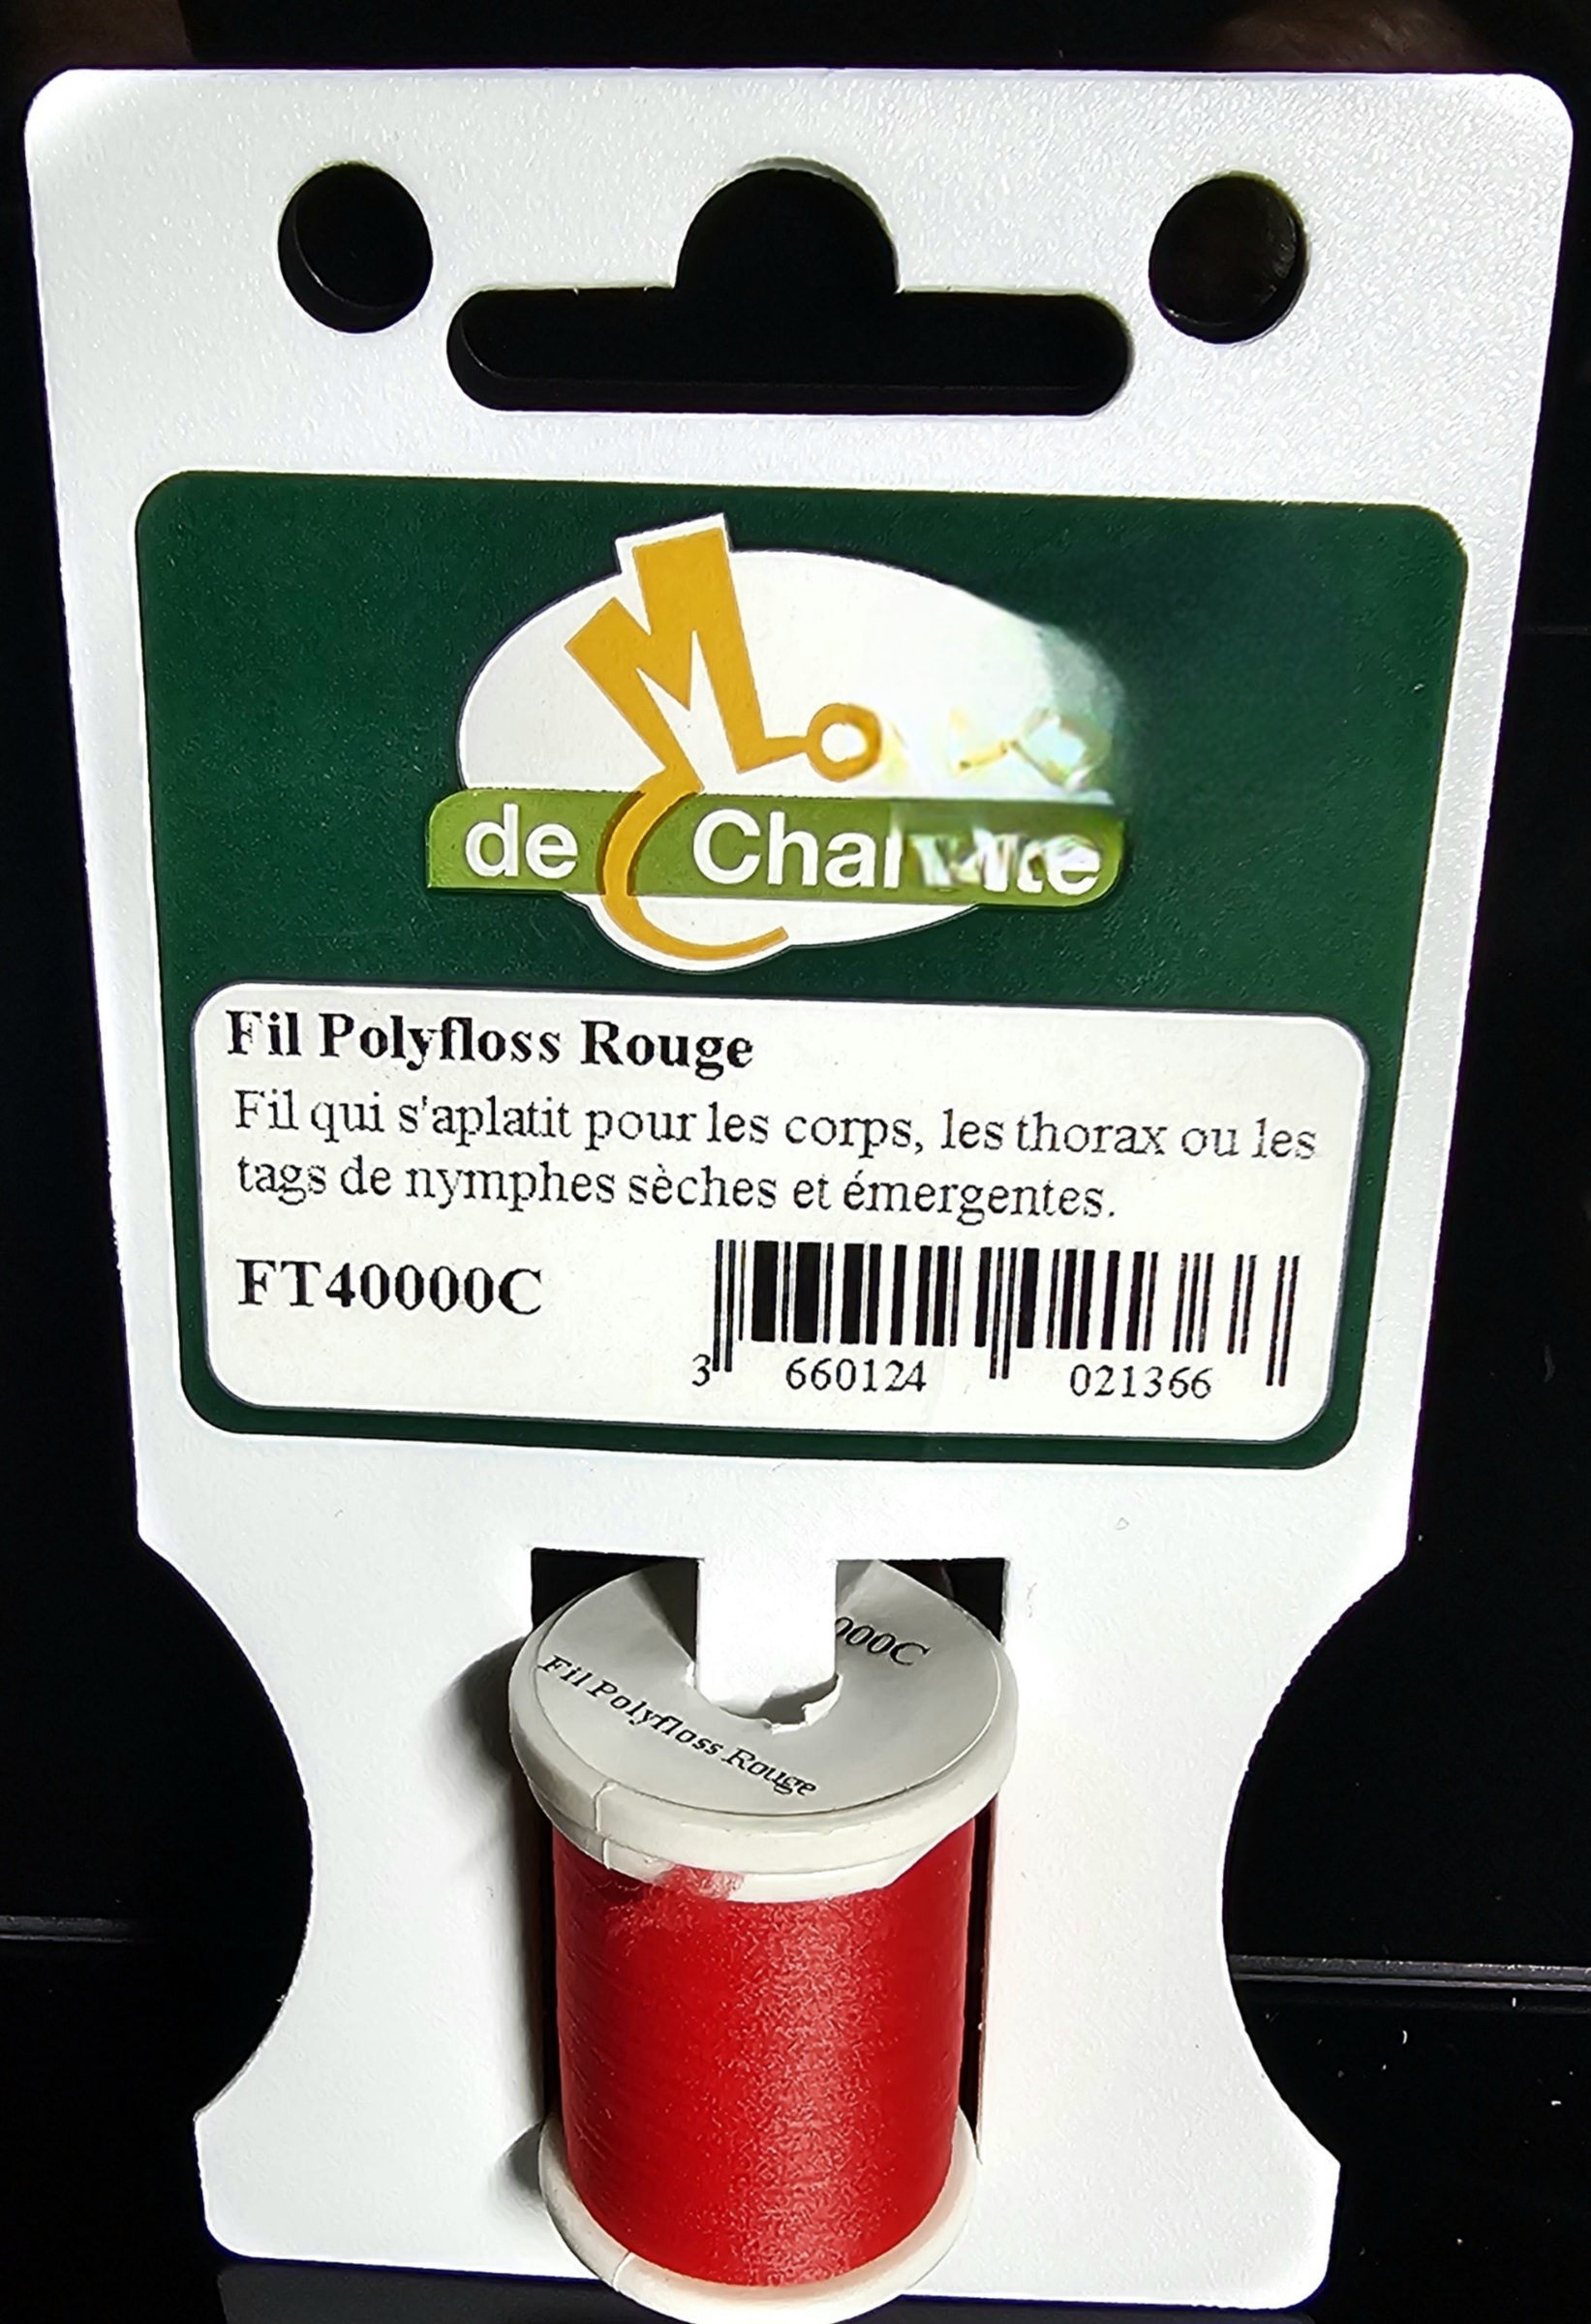 de
Fil Polyfloss Rouge
Fil qui s'aplatit pour les corps, les thorax ou les
tags de nymphes sèches et émergentes.
FT40000C
3 660124 021366
000C
Fil Polyfloss Rouge